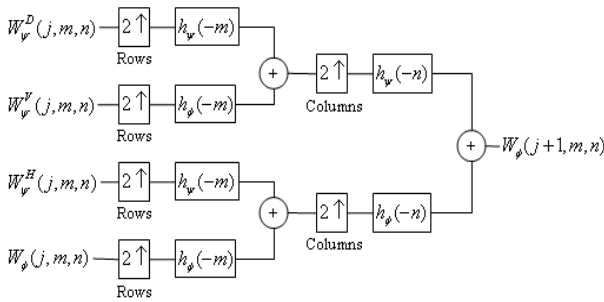 W_ψ^D(j,m,n) 2↑ h_ψ(−m)
Rows
W_ψ^V(j,m,n) 2↑ h_ϕ(−m)
Rows
+ 2↑ h_ψ(−n)
Columns
W_ψ^H(j,m,n) 2↑ h_ψ(−m)
Rows
W_ϕ(j,m,n) 2↑ h_ϕ(−m)
Rows
+ 2↑ h_ϕ(−n)
Columns
+ W_ϕ(j+1,m,n)